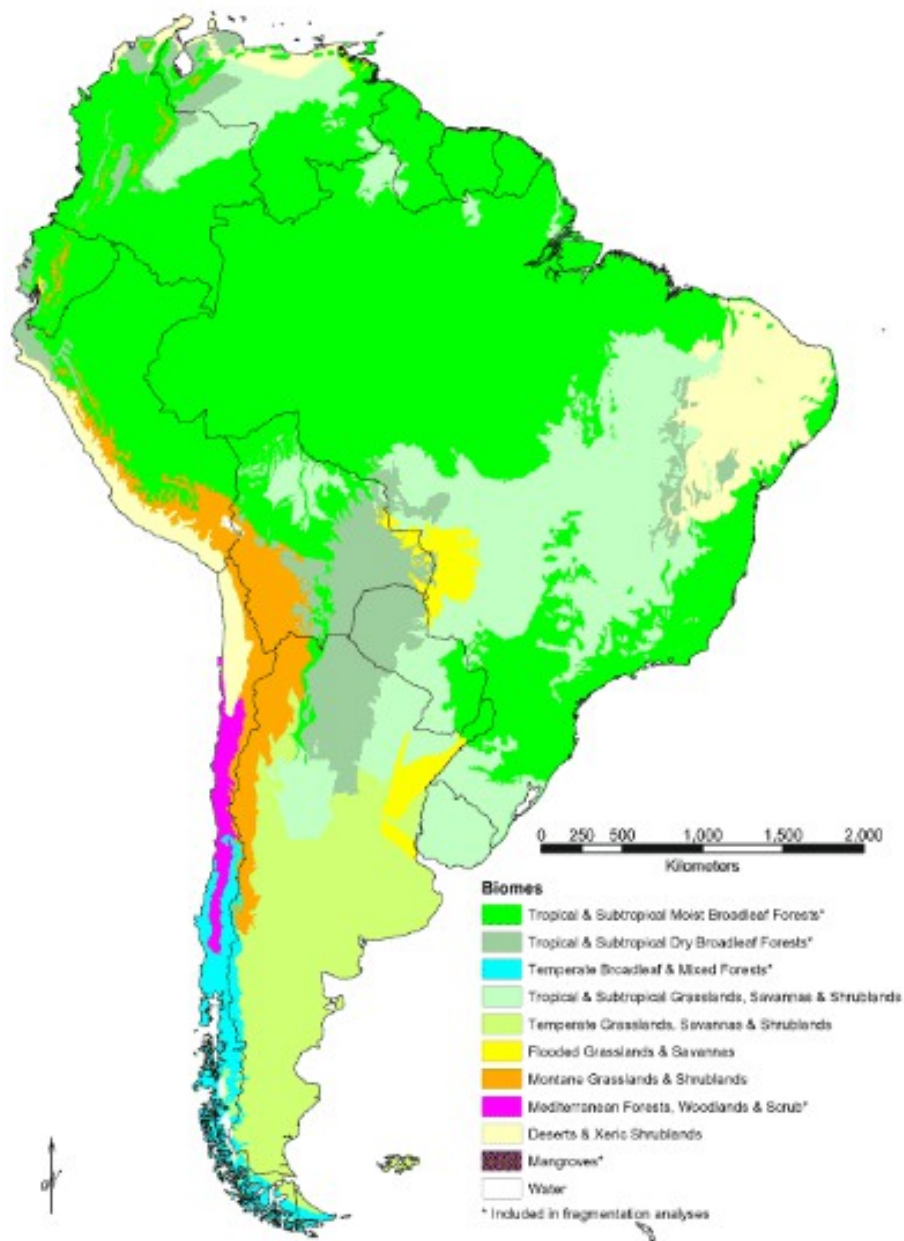 0 250 500 1,000 1,500 2,000
Kilometers
Biomes
Tropical & Subtropical Moist Broadleaf Forests*
Tropical & Subtropical Dry Broadleaf Forests*
Temperate Broadleaf & Mixed Forests*
Tropical & Subtropical Grasslands, Savannas & Shrublands
Temperate Grasslands, Savannas & Shrublands
Flooded Grasslands & Savannas
Montane Grasslands & Shrublands
Mediterranean Forests, Woodlands & Scrub*
Deserts & Xeric Shrublands
Mangroves*
Water
* Included in fragmentation analyses